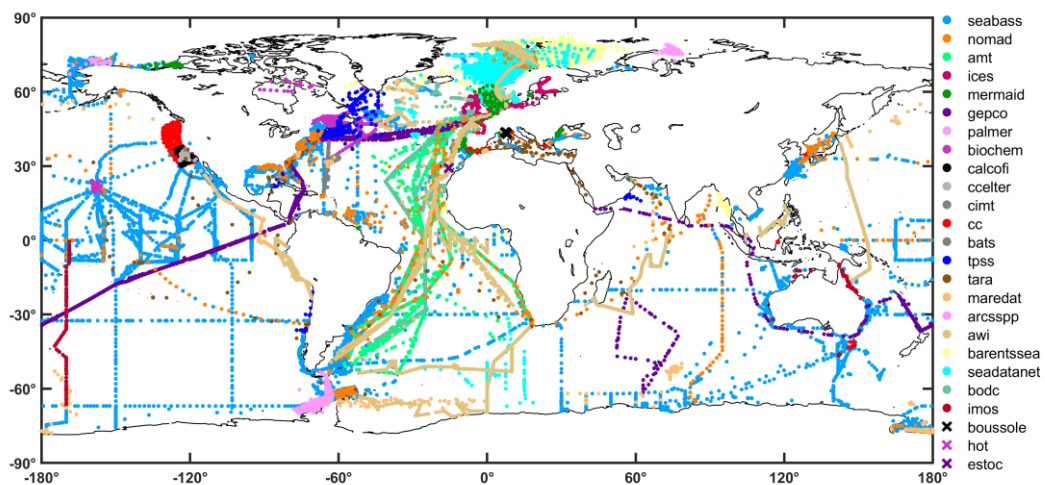 90°
60°
30°
0°
-30°
-60°
-90°
-180°
-120°
-60°
0°
60°
120°
180°
seabass
nomad
amt
ices
mermaid
gepco
palmer
biochem
calcofi
ccelter
cimt
cc
bats
tpss
tara
maredat
arcsspp
awi
barentssea
seadatanet
bodc
imos
boussole
hot
estoc